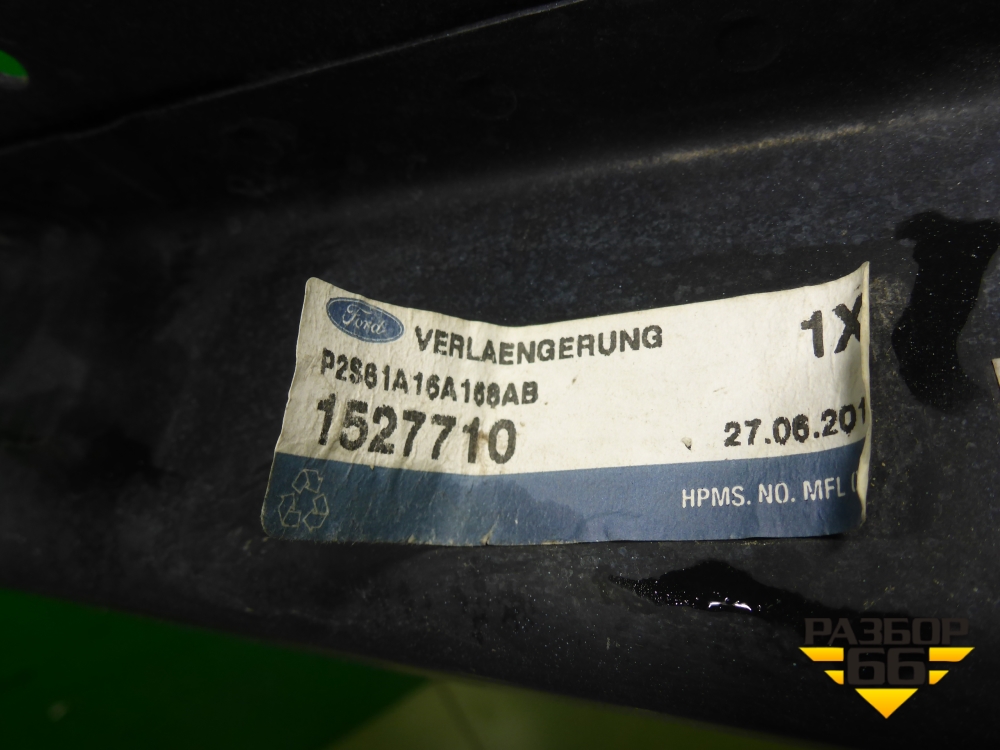 Ford
VERLAENGERUNG
1X
P2S61A16A168AB
1527710
27.06.201
HPMS. NO. MFL
РАЗБОР
66